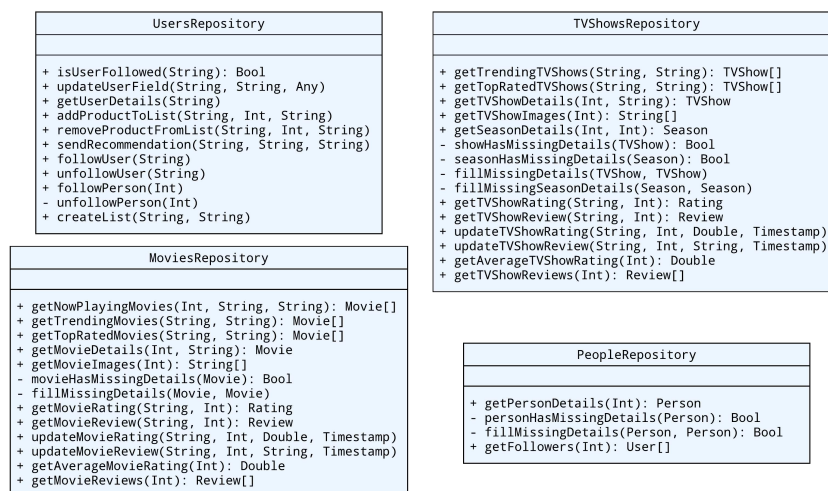 UsersRepository
+ isUserFollowed(String): Bool
+ updateUserField(String, String, Any)
+ getUserDetails(String)
+ addProductToList(String, Int, String)
+ removeProductFromList(String, Int, String)
+ sendRecommendation(String, String, String)
+ followUser(String)
+ unfollowUser(String)
+ followPerson(Int)
- unfollowPerson(Int)
+ createList(String, String)
TVShowsRepository
+ getTrendingTVShows(String, String): TVShow[]
+ getTopRatedTVShows(String, String): TVShow[]
+ getTVShowDetails(Int, String): TVShow
+ getTVShowImages(Int): String[]
+ getSeasonDetails(Int, Int): Season
- showHasMissingDetails(TVShow): Bool
- seasonHasMissingDetails(Season): Bool
- fillMissingDetails(TVShow, TVShow)
- fillMissingSeasonDetails(Season, Season)
+ getTVShowRating(String, Int): Rating
+ getTVShowReview(String, Int): Review
+ updateTVShowRating(String, Int, Double, Timestamp)
+ updateTVShowReview(String, Int, String, Timestamp)
+ getAverageTVShowRating(Int): Double
+ getTVShowReviews(Int): Review[]
MoviesRepository
+ getNowPlayingMovies(Int, String, String): Movie[]
+ getTrendingMovies(String, String): Movie[]
+ getTopRatedMovies(String, String): Movie[]
+ getMovieDetails(Int, String): Movie
+ getMovieImages(Int): String[]
- movieHasMissingDetails(Movie): Bool
- fillMissingDetails(Movie, Movie)
+ getMovieRating(String, Int): Rating
+ getMovieReview(String, Int): Review
+ updateMovieRating(String, Int, Double, Timestamp)
+ updateMovieReview(String, Int, String, Timestamp)
+ getAverageMovieRating(Int): Double
+ getMovieReviews(Int): Review[]
PeopleRepository
+ getPersonDetails(Int): Person
- personHasMissingDetails(Person): Bool
- fillMissingDetails(Person, Person): Bool
+ getFollowers(Int): User[]